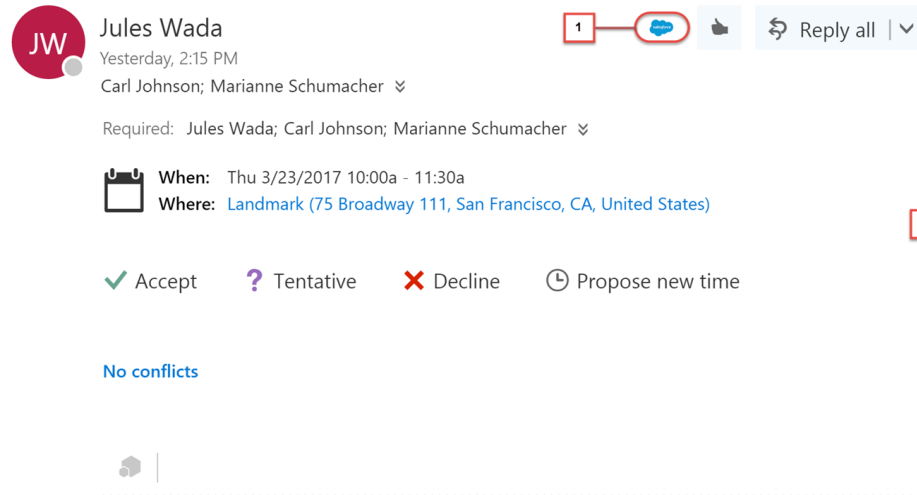 JW
Jules Wada
1
salesforce
Reply all
Yesterday, 2:15 PM
Carl Johnson; Marianne Schumacher
Required: Jules Wada; Carl Johnson; Marianne Schumacher
When: Thu 3/23/2017 10:00a - 11:30a
Where: Landmark (75 Broadway 111, San Francisco, CA, United States)
Accept
? Tentative
Decline
Propose new time
No conflicts